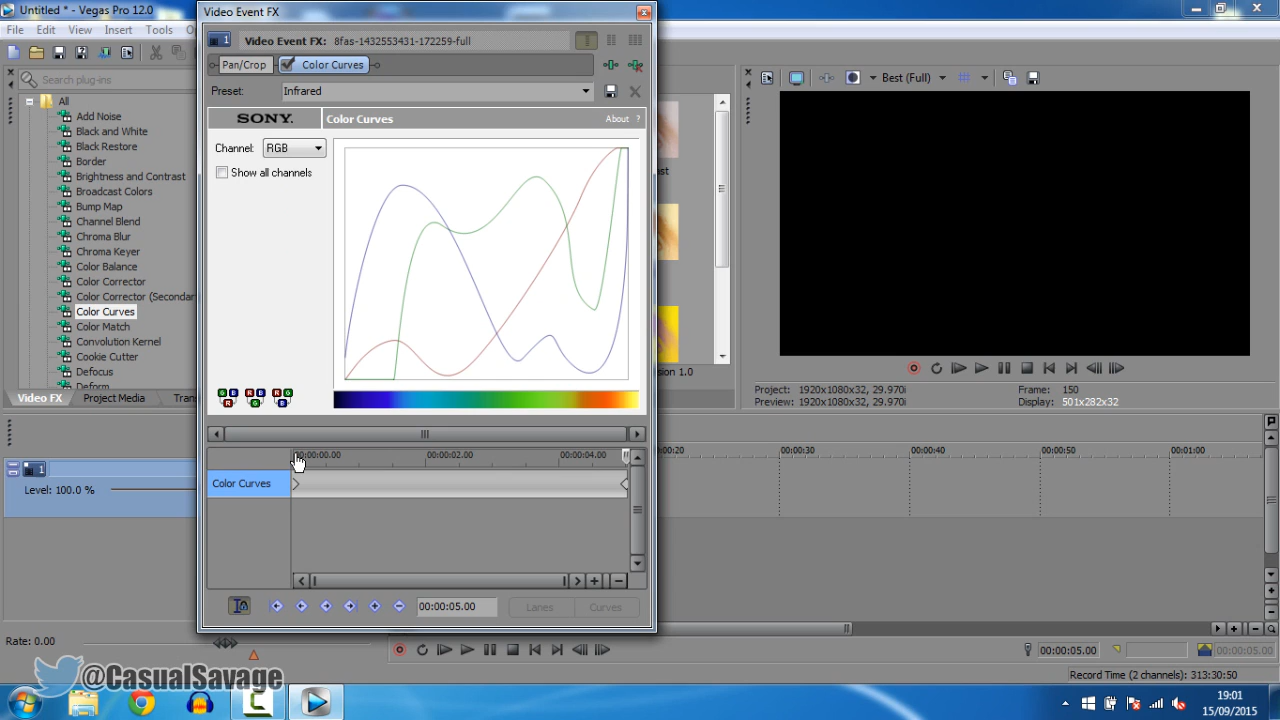 Untitled * - Vegas Pro 12.0
File Edit View Insert Tools
Search plug-ins
All
Add Noise
Black and White
Black Restore
Border
Brightness and Contrast
Broadcast Colors
Bump Map
Channel Blend
Chroma Blur
Chroma Keyer
Color Balance
Color Corrector
Color Corrector (Secondar
Color Curves
Color Match
Convolution Kernel
Cookie Cutter
Defocus
Deform
Video FX Project Media Trans
1
Level: 100.0 %
Rate: 0.00
@CasualSavage
Video Event FX
1 Video Event FX: 8fas-1432553431-172259-full
Pan/Crop Color Curves
Preset: Infrared
SONY. Color Curves About ?
Channel: RGB
Show all channels
G B R B R G
R G B
00:00:00.00 00:00:02.00 00:00:04.00
Color Curves
00:00:05.00 Lanes Curves
st
sion 1.0
Best (Full)
Project: 1920x1080x32, 29.970i Frame: 150
Preview: 1920x1080x32, 29.970i Display: 501x282x32
00:00:20 00:00:30 00:00:40 00:00:50 00:01:00
00:00:05.00 00:00:05.00
Record Time (2 channels): 313:30:50
19:01
15/09/2015